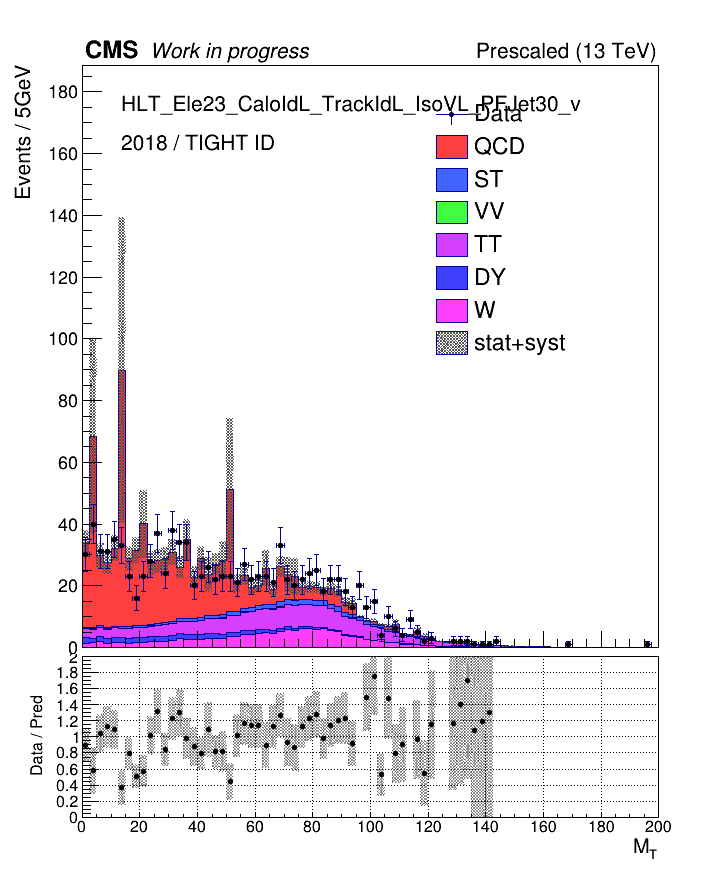 CMS Work in progress Prescaled (13 TeV)
Events / 5GeV
HLT_Ele23_CaloIdL_TrackIdL_IsoVL_PFJet30_v
2018 / TIGHT ID
Data
QCD
ST
VV
TT
DY
W
stat+syst
180
160
140
120
100
80
60
40
20
0
Data / Pred
2
1.8
1.6
1.4
1.2
1
0.8
0.6
0.4
0.2
0
0 20 40 60 80 100 120 140 160 180 200
M_T